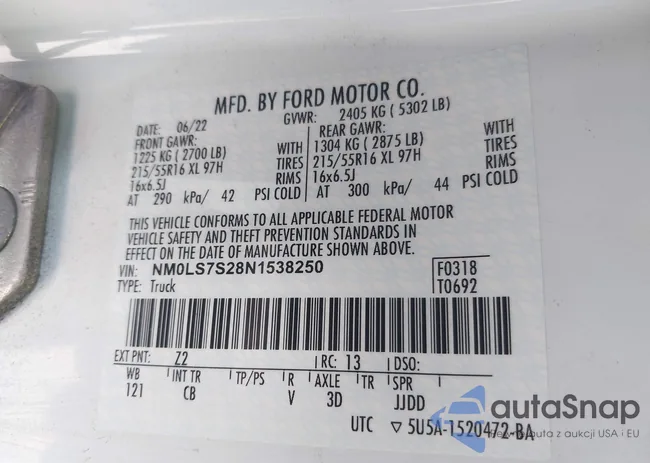 MFD. BY FORD MOTOR CO.
DATE: 06/22 GVWR: 2405 KG ( 5302 LB)
FRONT GAWR: WITH REAR GAWR: WITH
1225 KG ( 2700 LB) TIRES 1304 KG ( 2875 LB) TIRES
215/55R16 XL 97H RIMS 215/55R16 XL 97H RIMS
16x6.5J 16x6.5J
AT 290 kPa/ 42 PSI COLD AT 300 kPa/ 44 PSI COLD
THIS VEHICLE CONFORMS TO ALL APPLICABLE FEDERAL MOTOR
VEHICLE SAFETY AND THEFT PREVENTION STANDARDS IN
EFFECT ON THE DATE OF MANUFACTURE SHOWN ABOVE.
VIN: NM0LS7S28N1538250 F0318
TYPE: Truck T0692
EXT PNT: Z2 RC: 13 DSO:
WB INT TR TP/PS R AXLE TR SPR
121 CB V 3D JJDD
UTC ▽ 5U5A-1520472-BA
autaSnap
auta z aukcji USA i EU